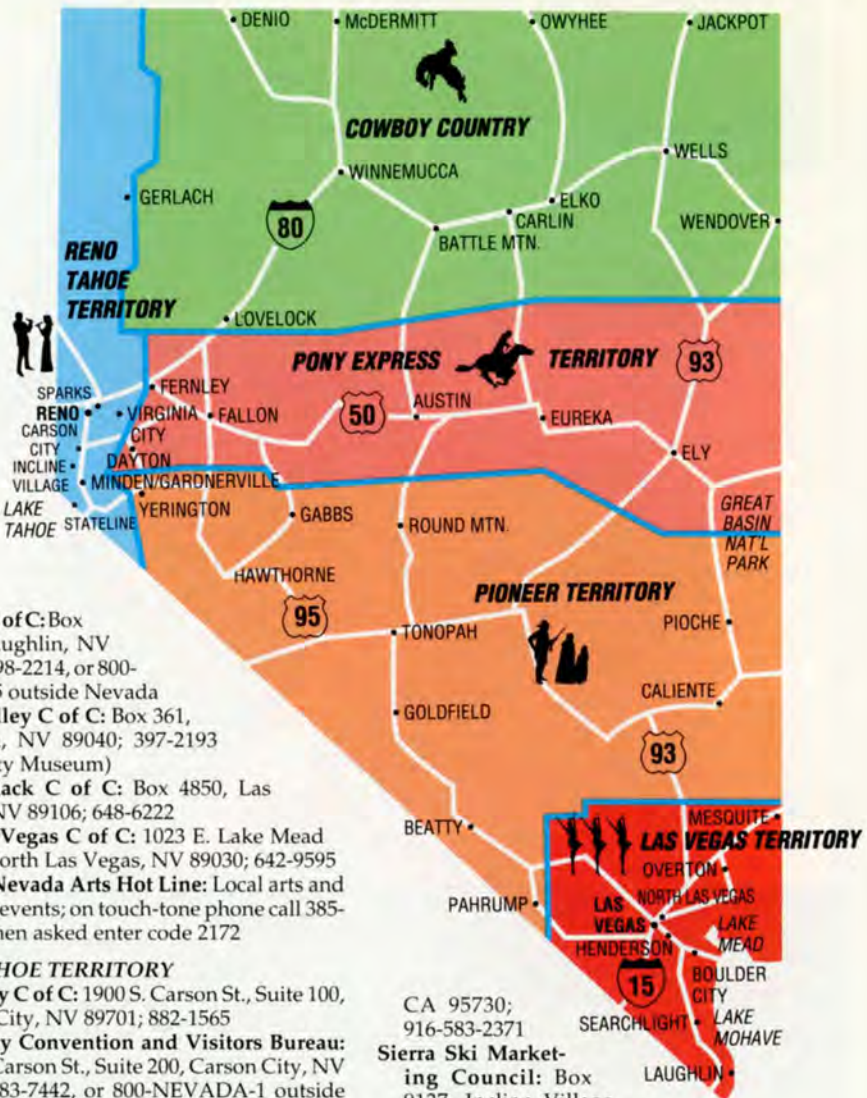 DENIO
McDERMITT
OWYHEE
JACKPOT
COWBOY COUNTRY
WELLS
WINNEMUCCA
GERLACH
ELKO
CARLIN
WENDOVER
80
BATTLE MTN.
RENO
TAHOE
TERRITORY
LOVELOCK
PONY EXPRESS
TERRITORY
93
FERNLEY
SPARKS
RENO
VIRGINIA
CITY
FALLON
50
AUSTIN
EUREKA
CARSON
CITY
DAYTON
ELY
INCLINE
VILLAGE
MINDEN/GARDNERVILLE
LAKE
TAHOE
STATELINE
YERINGTON
GABBS
ROUND MTN.
GREAT
BASIN
NAT'L
PARK
HAWTHORNE
95
PIONEER TERRITORY
TONOPAH
PIOCHE
GOLDFIELD
CALIENTE
93
BEATTY
MESQUITE
LAS VEGAS TERRITORY
OVERTON
PAHRUMP
LAS
VEGAS
NORTH LAS VEGAS
HENDERSON
LAKE
MEAD
15
BOULDER
CITY
SEARCHLIGHT
LAKE
MOHAVE
LAUGHLIN
of C: Box
ughlin, NV
98-2214, or 800-
5 outside Nevada
lley C of C: Box 361,
, NV 89040; 397-2193
ty Museum)
ack C of C: Box 4850, Las
NV 89106; 648-6222
Vegas C of C: 1023 E. Lake Mead
orth Las Vegas, NV 89030; 642-9595
Nevada Arts Hot Line: Local arts and
events; on touch-tone phone call 385-
hen asked enter code 2172
HOE TERRITORY
y C of C: 1900 S. Carson St., Suite 100,
City, NV 89701; 882-1565
y Convention and Visitors Bureau:
Carson St., Suite 200, Carson City, NV
83-7442, or 800-NEVADA-1 outside
CA 95730;
916-583-2371
Sierra Ski Market-
ing Council: Box
9137, Incline Village